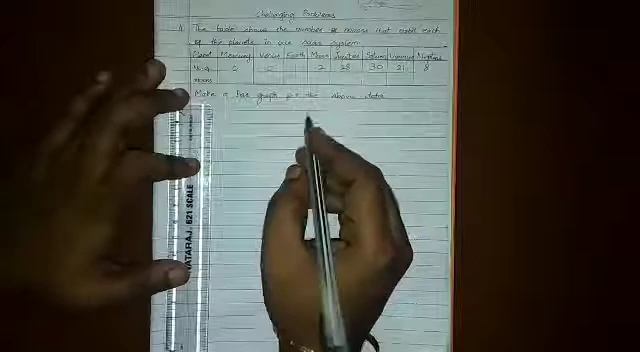 Challenging Problems
The table shows the number of moons that orbit each
of the planets in our solar system.
Planet Mercury Venus Earth Mars Jupiter Saturn Uranus Neptune
No. of 0 0 2 28 30 21 8
moons
Make a Bar graph for the above data
NATARAJ 621 SCALE